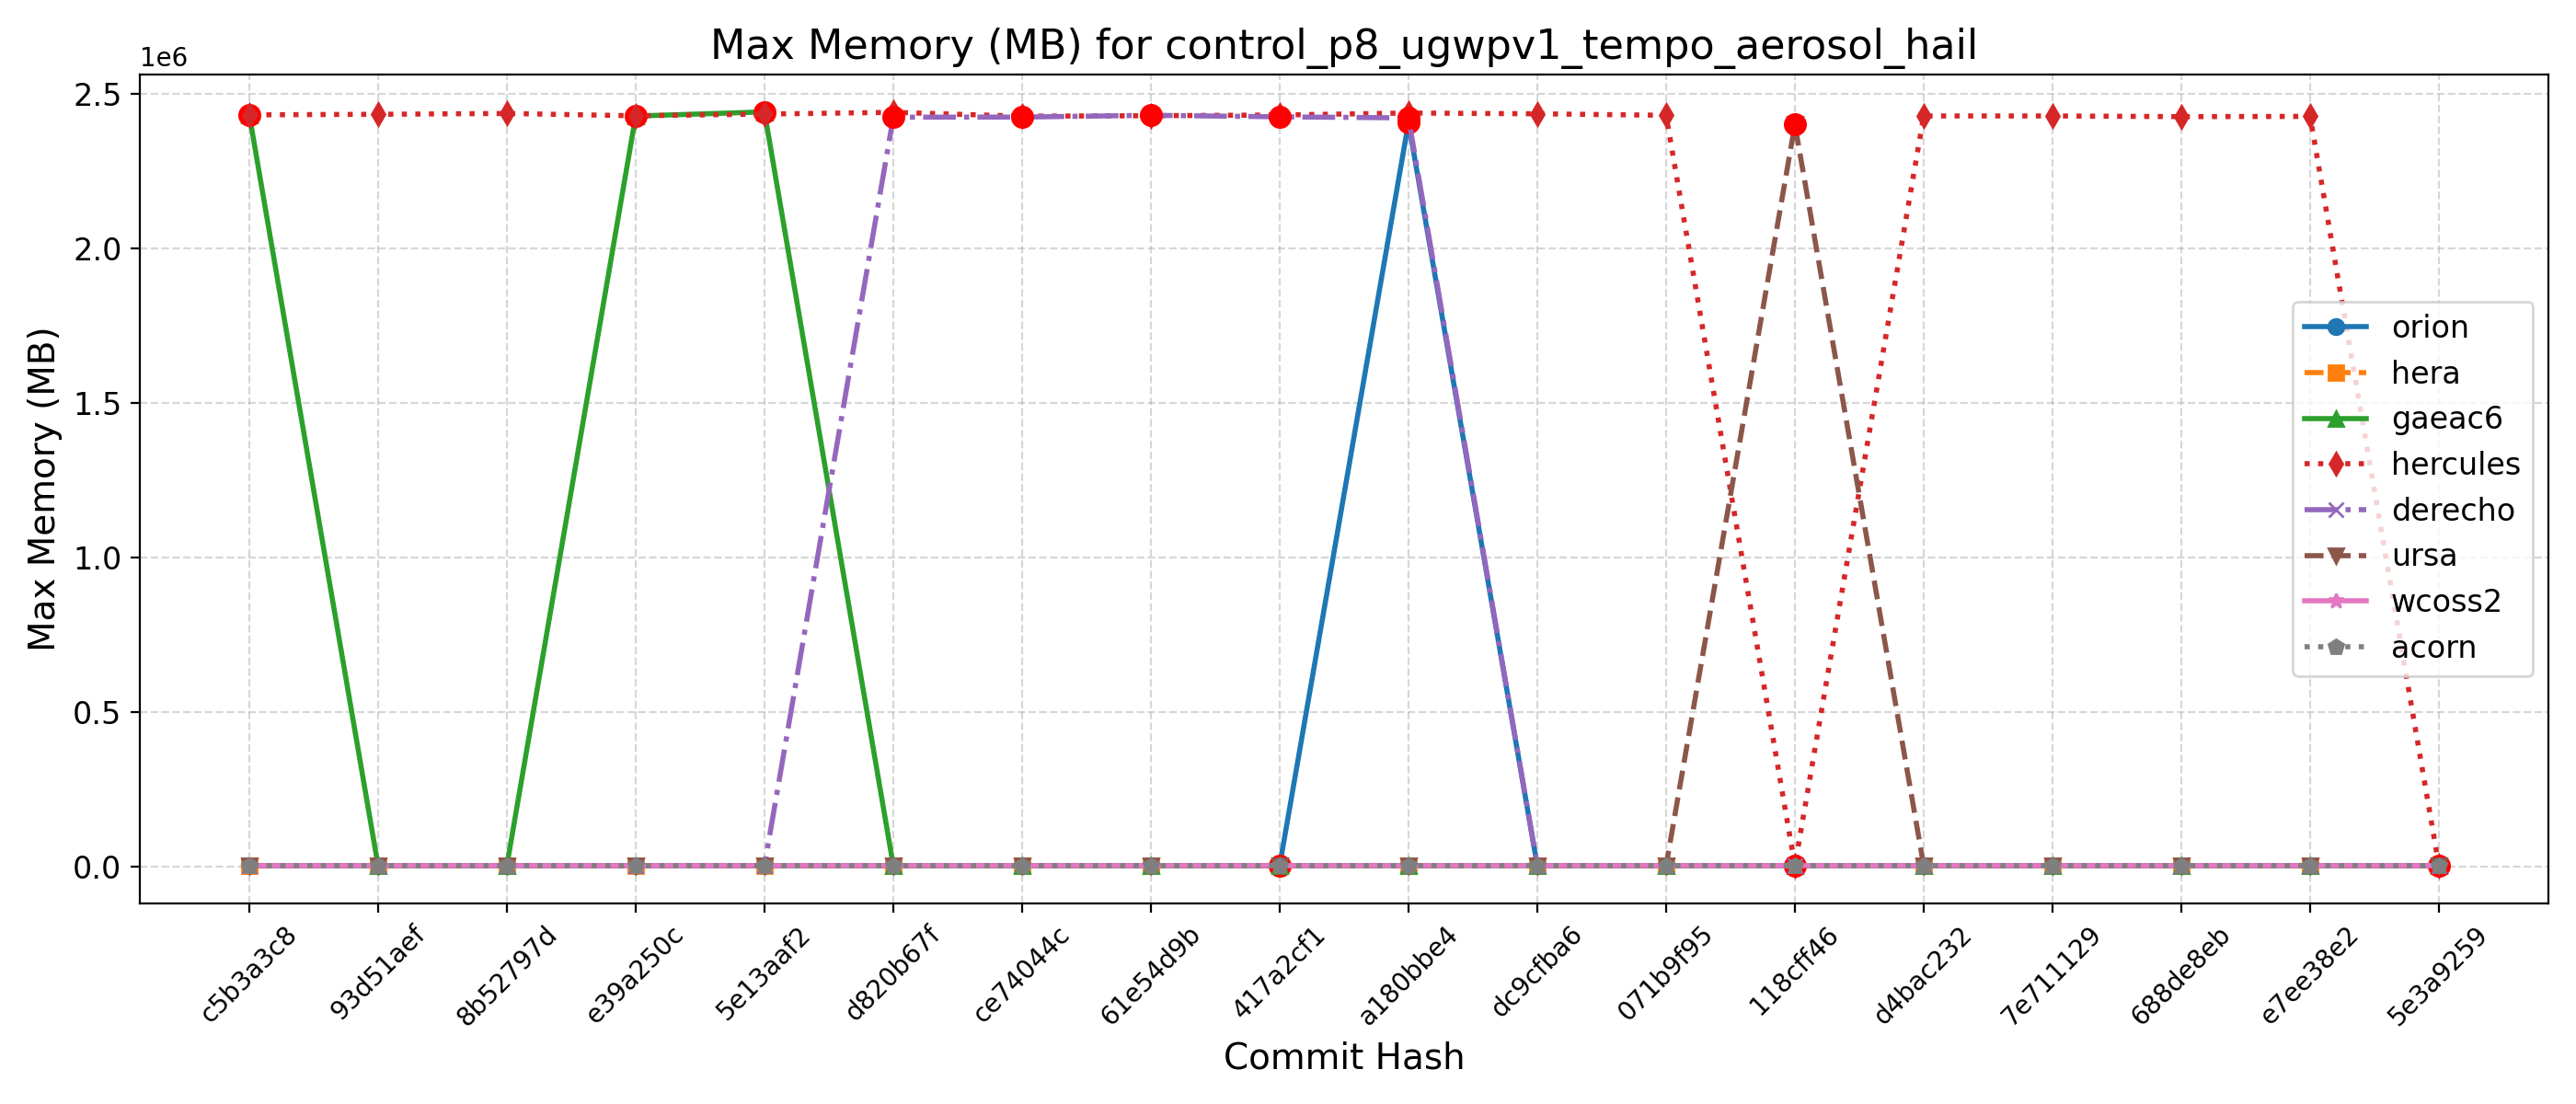 Max Memory (MB) for control_p8_ugwpv1_tempo_aerosol_hail
1e6
2.5
2.0
1.5
1.0
0.5
0.0
Max Memory (MB)
orion
hera
gaeac6
hercules
derecho
ursa
wcoss2
acorn
c5b3a3c8
93d51aef
8b52797d
e39a250c
5e13aaf2
d820b67f
ce74044c
61e54d9b
417a2cf1
a180bbe4
dc9cfba6
071b9f95
118cff46
d4bac232
7e711129
688de8eb
e7ee38e2
5e3a9259
Commit Hash